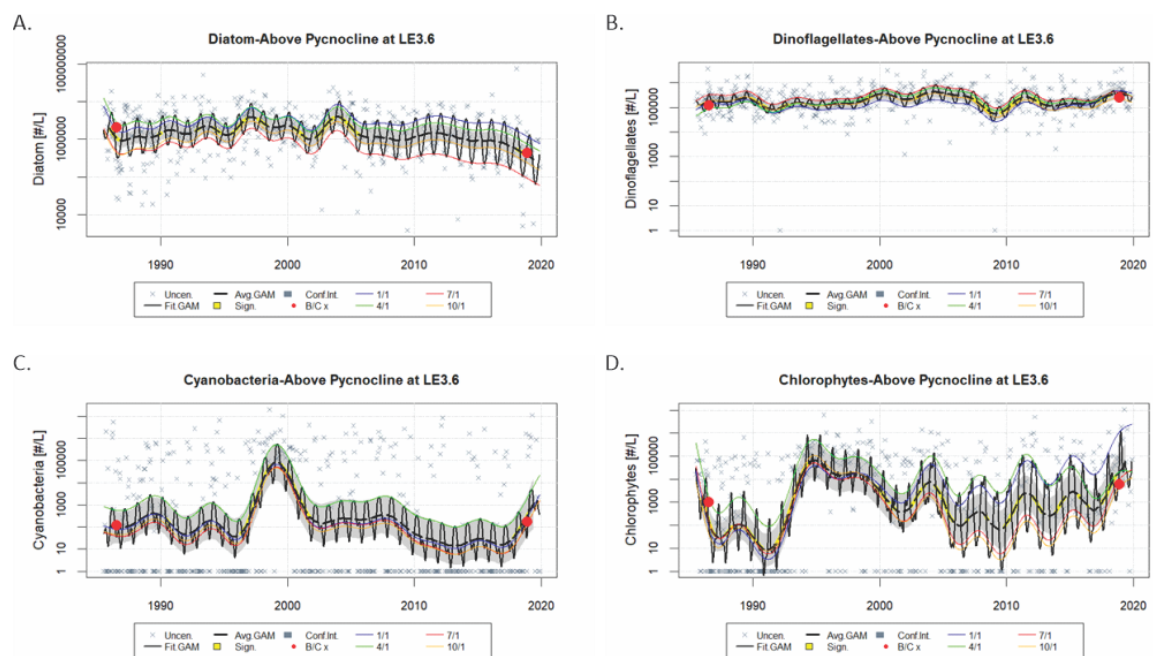 A.
Diatom-Above Pycnocline at LE3.6
Diatom [#/L]
100000000
1000000
10000
1990 2000 2010 2020
Uncen. Avg.GAM Conf.Int. 1/1 7/1
Fit.GAM Sign. B/C x 4/1 10/1
B.
Dinoflagellates-Above Pycnocline at LE3.6
Dinoflagellates [#/L]
100000
1000
10
1
1990 2000 2010 2020
Uncen. Avg.GAM Conf.Int. 1/1 7/1
Fit.GAM Sign. B/C x 4/1 10/1
C.
Cyanobacteria-Above Pycnocline at LE3.6
Cyanobacteria [#/L]
100000
1000
10
1
1990 2000 2010 2020
Uncen. Avg.GAM Conf.Int. 1/1 7/1
Fit.GAM Sign. B/C x 4/1 10/1
D.
Chlorophytes-Above Pycnocline at LE3.6
Chlorophytes [#/L]
100000
1000
10
1
1990 2000 2010 2020
Uncen. Avg.GAM Conf.Int. 1/1 7/1
Fit.GAM Sign. B/C x 4/1 10/1